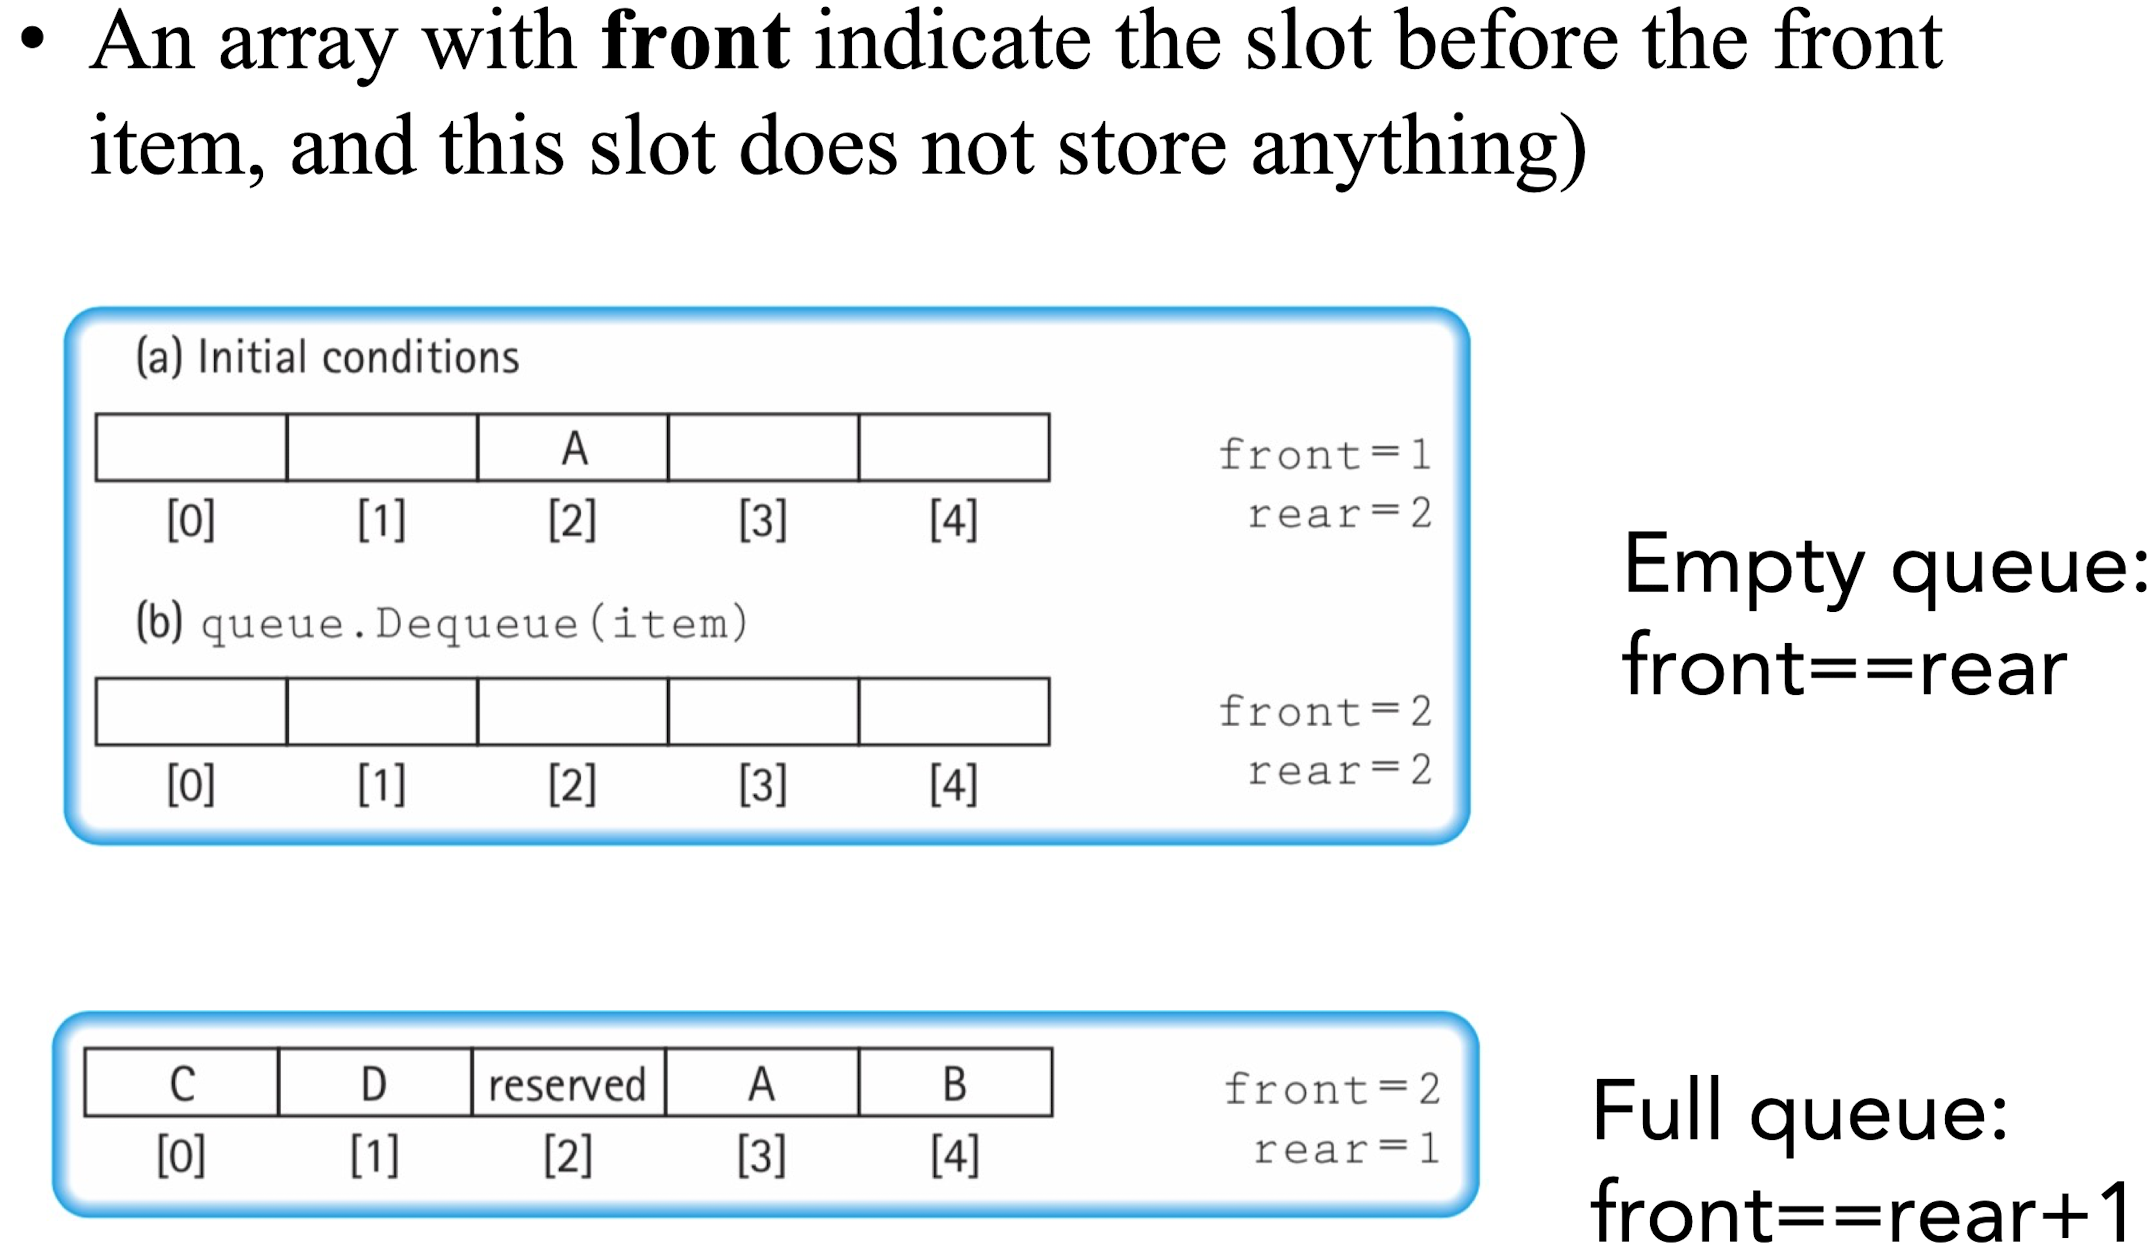 • An array with front indicate the slot before the front
item, and this slot does not store anything)
(a) Initial conditions
A
[0] [1] [2] [3] [4]
front=1
rear=2
(b) queue.Dequeue(item)
[0] [1] [2] [3] [4]
front=2
rear=2
Empty queue:
front==rear
C D reserved A B
[0] [1] [2] [3] [4]
front=2
rear=1
Full queue:
front==rear+1